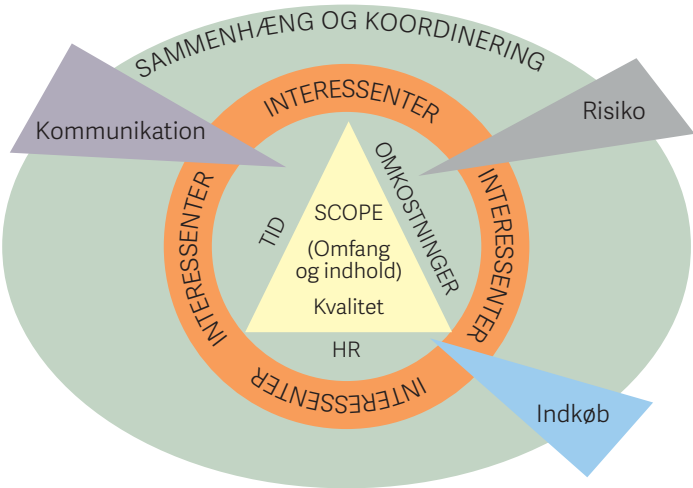 SAMMENHÆNG OG KOORDINERING
INTERESSENTER
Kommunikation
Risiko
INTERESSENTER
TID
OMKOSTNINGER
INTERESSENTER
SCOPE
(Omfang
og indhold)
Kvalitet
HR
INTERESSENTER
Indkøb